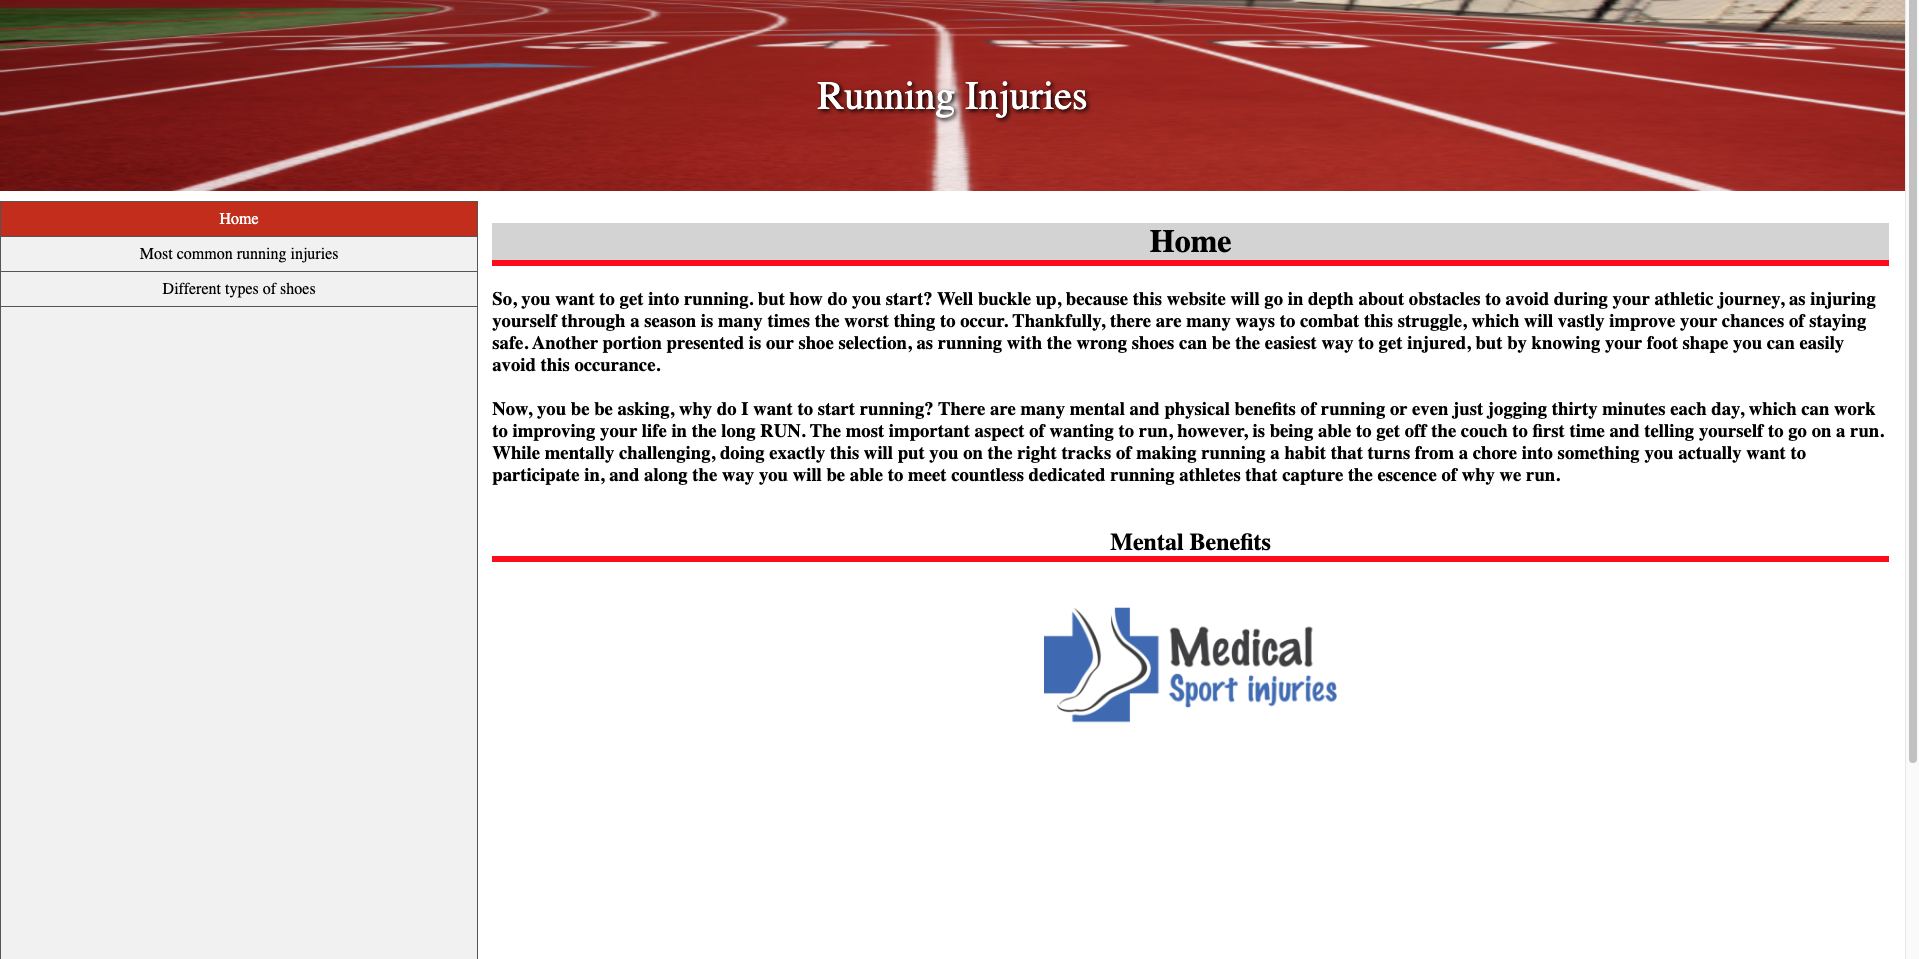 1 2 3 4 5 6 7 8
Running Injuries
Home
Most common running injuries
Different types of shoes
Home
So, you want to get into running. but how do you start? Well buckle up, because this website will go in depth about obstacles to avoid during your athletic journey, as injuring
yourself through a season is many times the worst thing to occur. Thankfully, there are many ways to combat this struggle, which will vastly improve your chances of staying
safe. Another portion presented is our shoe selection, as running with the wrong shoes can be the easiest way to get injured, but by knowing your foot shape you can easily
avoid this occurance.
Now, you be be asking, why do I want to start running? There are many mental and physical benefits of running or even just jogging thirty minutes each day, which can work
to improving your life in the long RUN. The most important aspect of wanting to run, however, is being able to get off the couch to first time and telling yourself to go on a run.
While mentally challenging, doing exactly this will put you on the right tracks of making running a habit that turns from a chore into something you actually want to
participate in, and along the way you will be able to meet countless dedicated running athletes that capture the escence of why we run.
Mental Benefits
Medical
Sport injuries